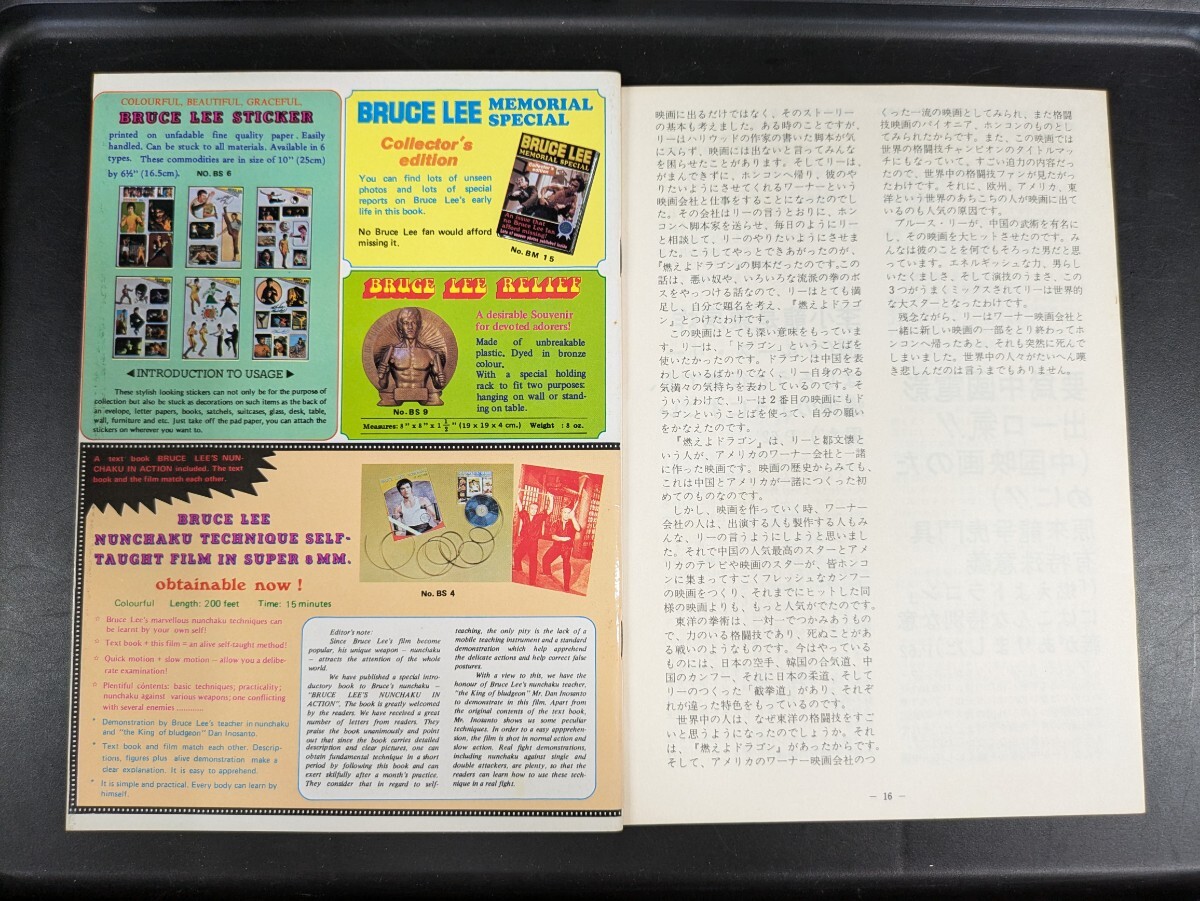 COLOURFUL, BEAUTIFUL, GRACEFUL,
BRUCE LEE STICKER
printed on unfadable fine quality paper. Easily
handled. Can be stuck to all materials. Available in 6
types. These commodities are in size of 10" (25cm)
by 6½" (16.5cm). NO. BS 6
◀INTRODUCTION TO USAGE▶
These stylish looking stickers can not only be for the purpose of
collection but also be stuck as decorations on such items as the back of
an evelope, letter papers, books, satchels, suitcases, glass, desk, table,
wall, furniture and etc. Just take off the pad paper, you can attach the
stickers on wherever you want to.
BRUCE LEE MEMORIAL
SPECIAL
Collector's
edition
You can find lots of unseen
photos and lots of special
reports on Bruce Lee's early
life in this book.
No Bruce Lee fan would afford
missing it.
BRUCE LEE
MEMORIAL SPECIAL
Collector's
edition
An issue that
no Bruce Lee fan
afford missing!
Lots of unseen photos published inside
No. BM 15
BRUCE LEE RELIEF
A desirable Souvenir
for devoted adorers!
Made of unbreakable
plastic. Dyed in bronze
colour.
With a special holding
rack to fit two purposes:
hanging on wall or stand-
ing on table.
No. BS 9
Measures: 8" x 8" x 1½" (19 x 19 x 4 cm.) Weight : 8 oz.
A text book BRUCE LEE'S NUN-
CHAKU IN ACTION included. The text
book and the film match each other.
BRUCE LEE
NUNCHAKU TECHNIQUE SELF-
TAUGHT FILM IN SUPER 8 MM.
obtainable now !
Colourful Length: 200 feet Time: 15 minutes
No. BS 4
Bruce Lee's marvellous nunchaku techniques can
be learnt by your own self!
Text book + this film = an alive self-taught method!
Quick motion + slow motion – allow you a delibe-
rate examination!
Plentiful contents: basic techniques; practicality;
nunchaku against various weapons; one conflicting
with several enemies ...........
* Demonstration by Bruce Lee's teacher in nunchaku
and "the King of bludgeon" Dan Inosanto.
* Text book and film match each other. Descrip-
tions, figures plus alive demonstration make a
clear explanation. It is easy to apprehend.
* It is simple and practical. Every body can learn by
himself.
Editor's note:
Since Bruce Lee's film become
popular, his unique weapon – nunchaku
– attracts the attention of the whole
world.
We have published a special intro-
ductory book to Bruce's nunchaku –
"BRUCE LEE'S NUNCHAKU IN
ACTION". The book is greatly welcomed
by the readers. We have received a great
number of letters from readers. They
praise the book unanimously and point
out that since the book carries detailed
description and clear pictures, one can
obtain fundamental technique in a short
period by following this book and can
exert skilfully after a month's practice.
They consider that in regard to self-
teaching, the only pity is the lack of a
mobile teaching instrument and a standard
demonstration which help apprehend
the delicate actions and help correct false
postures.
With a view to this, we have the
honour of Bruce Lee's nunchaku teacher,
"the King of bludgeon" Mr. Dan Inosanto
to demonstrate in this film. Apart from
the original contents of the text book,
Mr. Inosanto shows us some peculiar
techniques. In order to a easy apprehen-
sion, the film is shot in normal action and
slow action. Real fight demonstrations,
including nunchaku against single and
double attackers, are plenty, so that the
readers can learn how to use these tech-
nique in a real fight.
映画に出るだけではなく、そのストーリー
の基本も考えました。ある時のことですが、
リーはハリウッドの作家の書いた脚本が気
に入らず、映画には出ないと言ってみんな
を困らせたことがあります。そしてリーは、
がまんできずに、ホンコンへ帰り、彼のや
りたいようにさせてくれるワーナーという
映画会社と仕事をすることになったのでし
た。その会社はリーの言うとおりに、ホン
コンへ脚本家を送らせ、毎日のようにリー
と相談して、リーのやりたいようにさせま
した。こうしてやっとできあがったのが、
『燃えよドラゴン』の脚本だったのです。この
話は、悪い奴や、いろいろな流派の拳のボ
スをやっつける話なので、リーはとても満
足し、自分で題名を考え、『燃えよドラゴ
ン』とつけたわけです。
この映画はとても深い意味をもっていま
す。リーは、「ドラゴン」ということばを
使いたかったのです。ドラゴンは中国を表
わしているばかりでなく、リー自身のやる
気満々の気持ちを表わしているのです。そ
ういうわけで、リーは2番目の映画にもド
ラゴンということばを使って、自分の願い
をかなえたのです。
『燃えよドラゴン』は、リーと鄒文懐と
いう人が、アメリカのワーナー会社と一諸
に作った映画です。映画の歴史からみても、
これは中国とアメリカが一諸につくった初
めてのものなのです。
しかし、映画を作っていく時、ワーナー
会社の人は、出演する人も製作する人もみ
んな、リーの言うようにしようと思いまし
た。それで中国の人気最高のスターとアメ
リカのテレビや映画のスターが、皆ホンコ
ンに集まってすごくフレッシュなカンフー
の映画をつくり、それまでにヒットした同
様の映画よりも、もっと人気がでたのです。
東洋の拳術は、一対一でつかみあうもの
で、力のいる格闘技であり、死ぬことがあ
る戦いのようなものです。今はやっている
ものには、日本の空手、韓国の合気道、中
国のカンフー、それに日本の柔道、そして
リーのつくった「截拳道」があり、それぞ
れが違った特色をもっているのです。
世界中の人は、なぜ東洋の格闘技をすご
いと思うようになったのでしょうか。それ
は、『燃えよドラゴン』があったからです。
そして、アメリカのワーナー映画会社のつ
くった一流の映画としてみられ、また格闘
技映画のパイオニア、ホンコンのものとし
てみられたからです。また、この映画では
世界の格闘技チャンピオンのタイトルマッ
チにもなっていて、すごい迫力の内容だっ
たので、世界中の格闘技ファンが見たがっ
たわけです。それに、欧州、アメリカ、東
洋という世界のあちこちの人が映画に出て
いるのも人気の原因です。
ブルース・リーが、中国の武術を有名に
し、その映画を大ヒットさせたのです。み
んなは彼のことを何でもそろった男だと思
っています。エネルギッシュな力、男らし
いたくましさ、そして演技のうまさ、この
3つがうまくミックスされてリーは世界的
な大スターとなったわけです。
残念ながら、リーはワーナー映画会社と
一緒に新しい映画の一部をとり終わってホ
ンコンへ帰ったあと、それも突然に死んで
しまいました。世界中の人々がたいへん嘆
き悲しんだのは言うまでもありません。
— 16 —